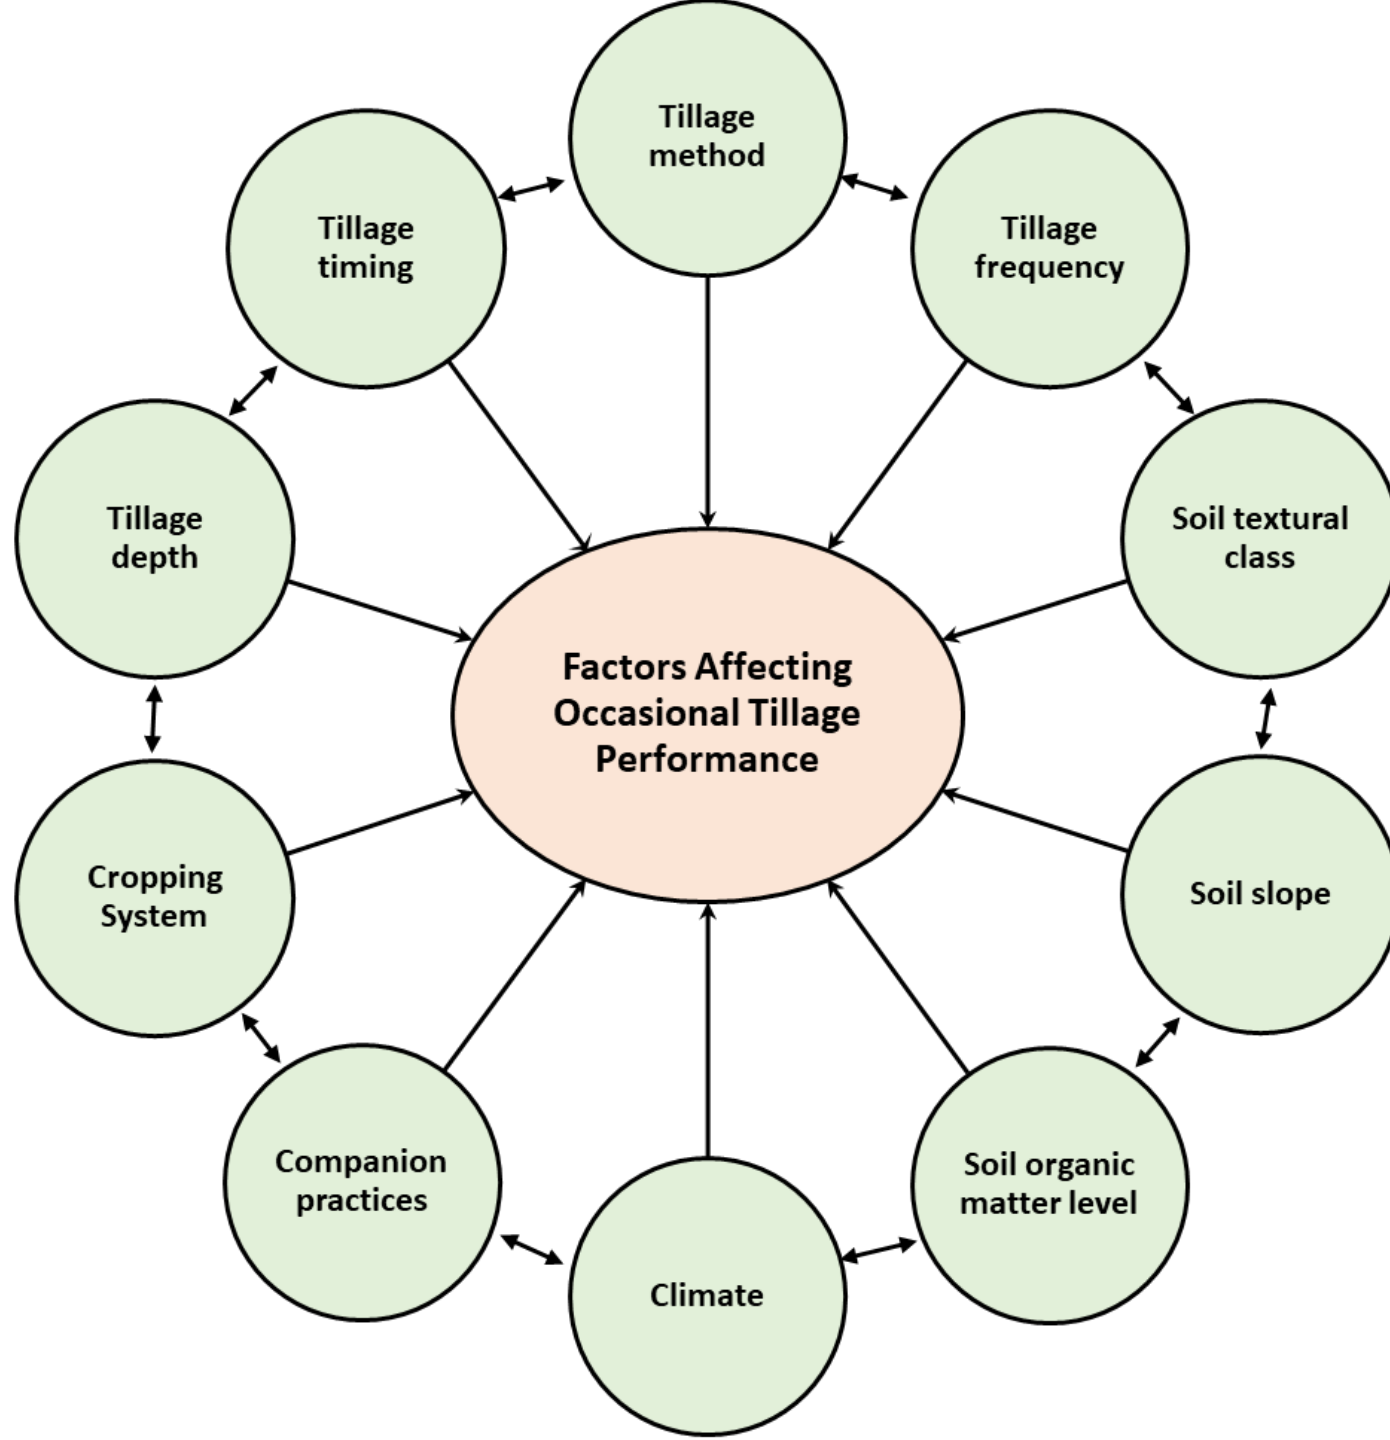 Tillage
method
Tillage
timing
Tillage
frequency
Tillage
depth
Soil textural
class
Factors Affecting
Occasional Tillage
Performance
Cropping
System
Soil slope
Companion
practices
Soil organic
matter level
Climate